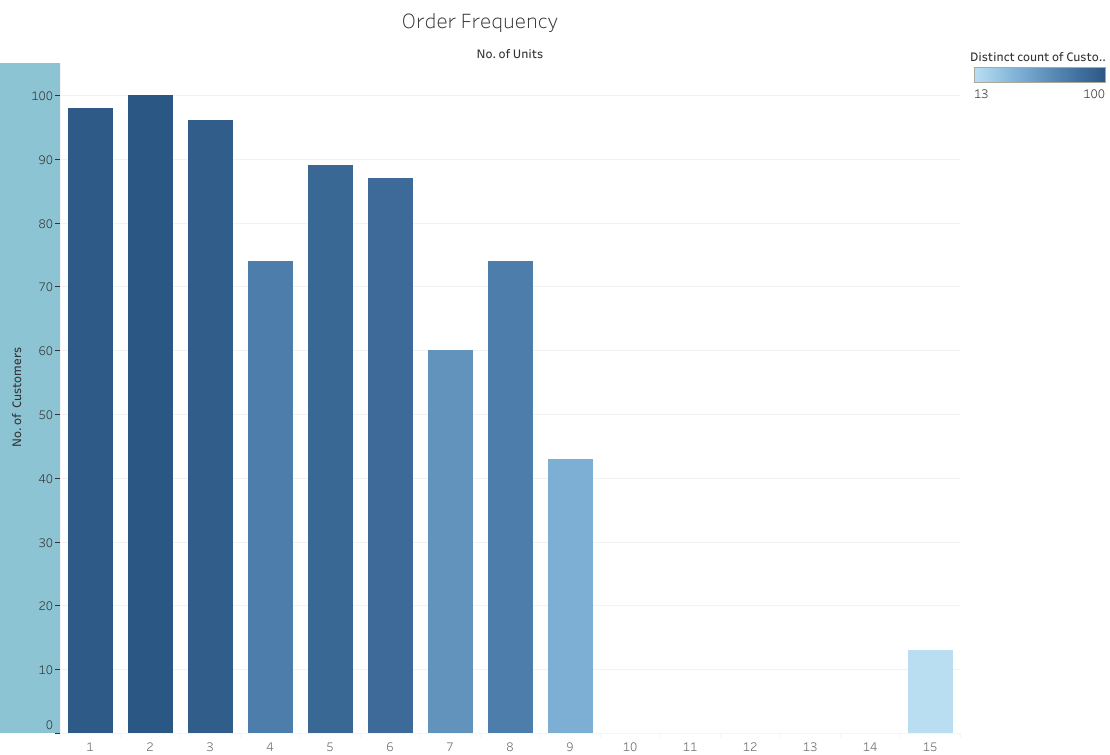 Order Frequency
No. of Units
Distinct count of Custo..
13 100
No. of Customers
100
90
80
70
60
50
40
30
20
10
0
1 2 3 4 5 6 7 8 9 10 11 12 13 14 15